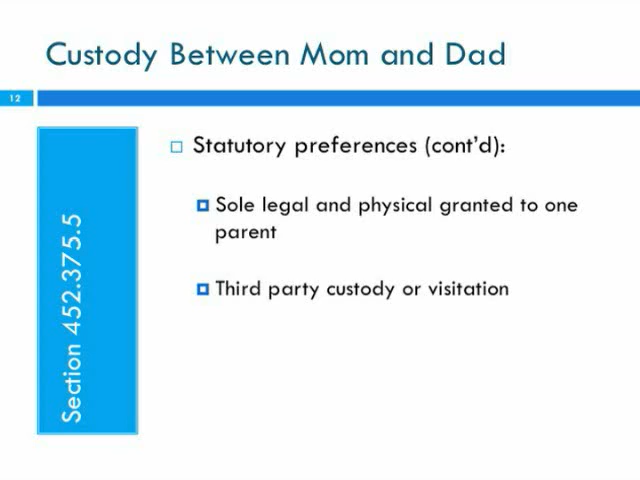 Custody Between Mom and Dad
12
Section 452.375.5
Statutory preferences (cont'd):
Sole legal and physical granted to one
parent
Third party custody or visitation